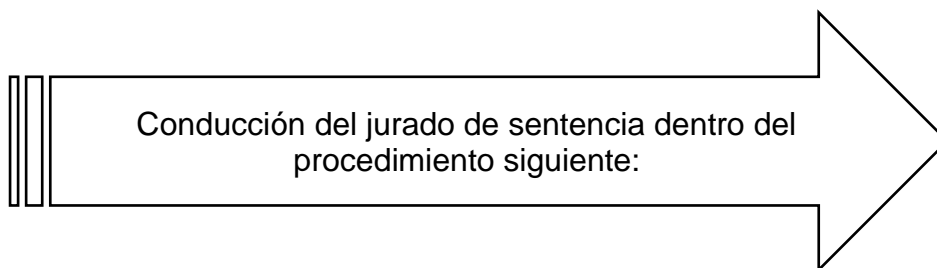 Conducción del jurado de sentencia dentro del
procedimiento siguiente: